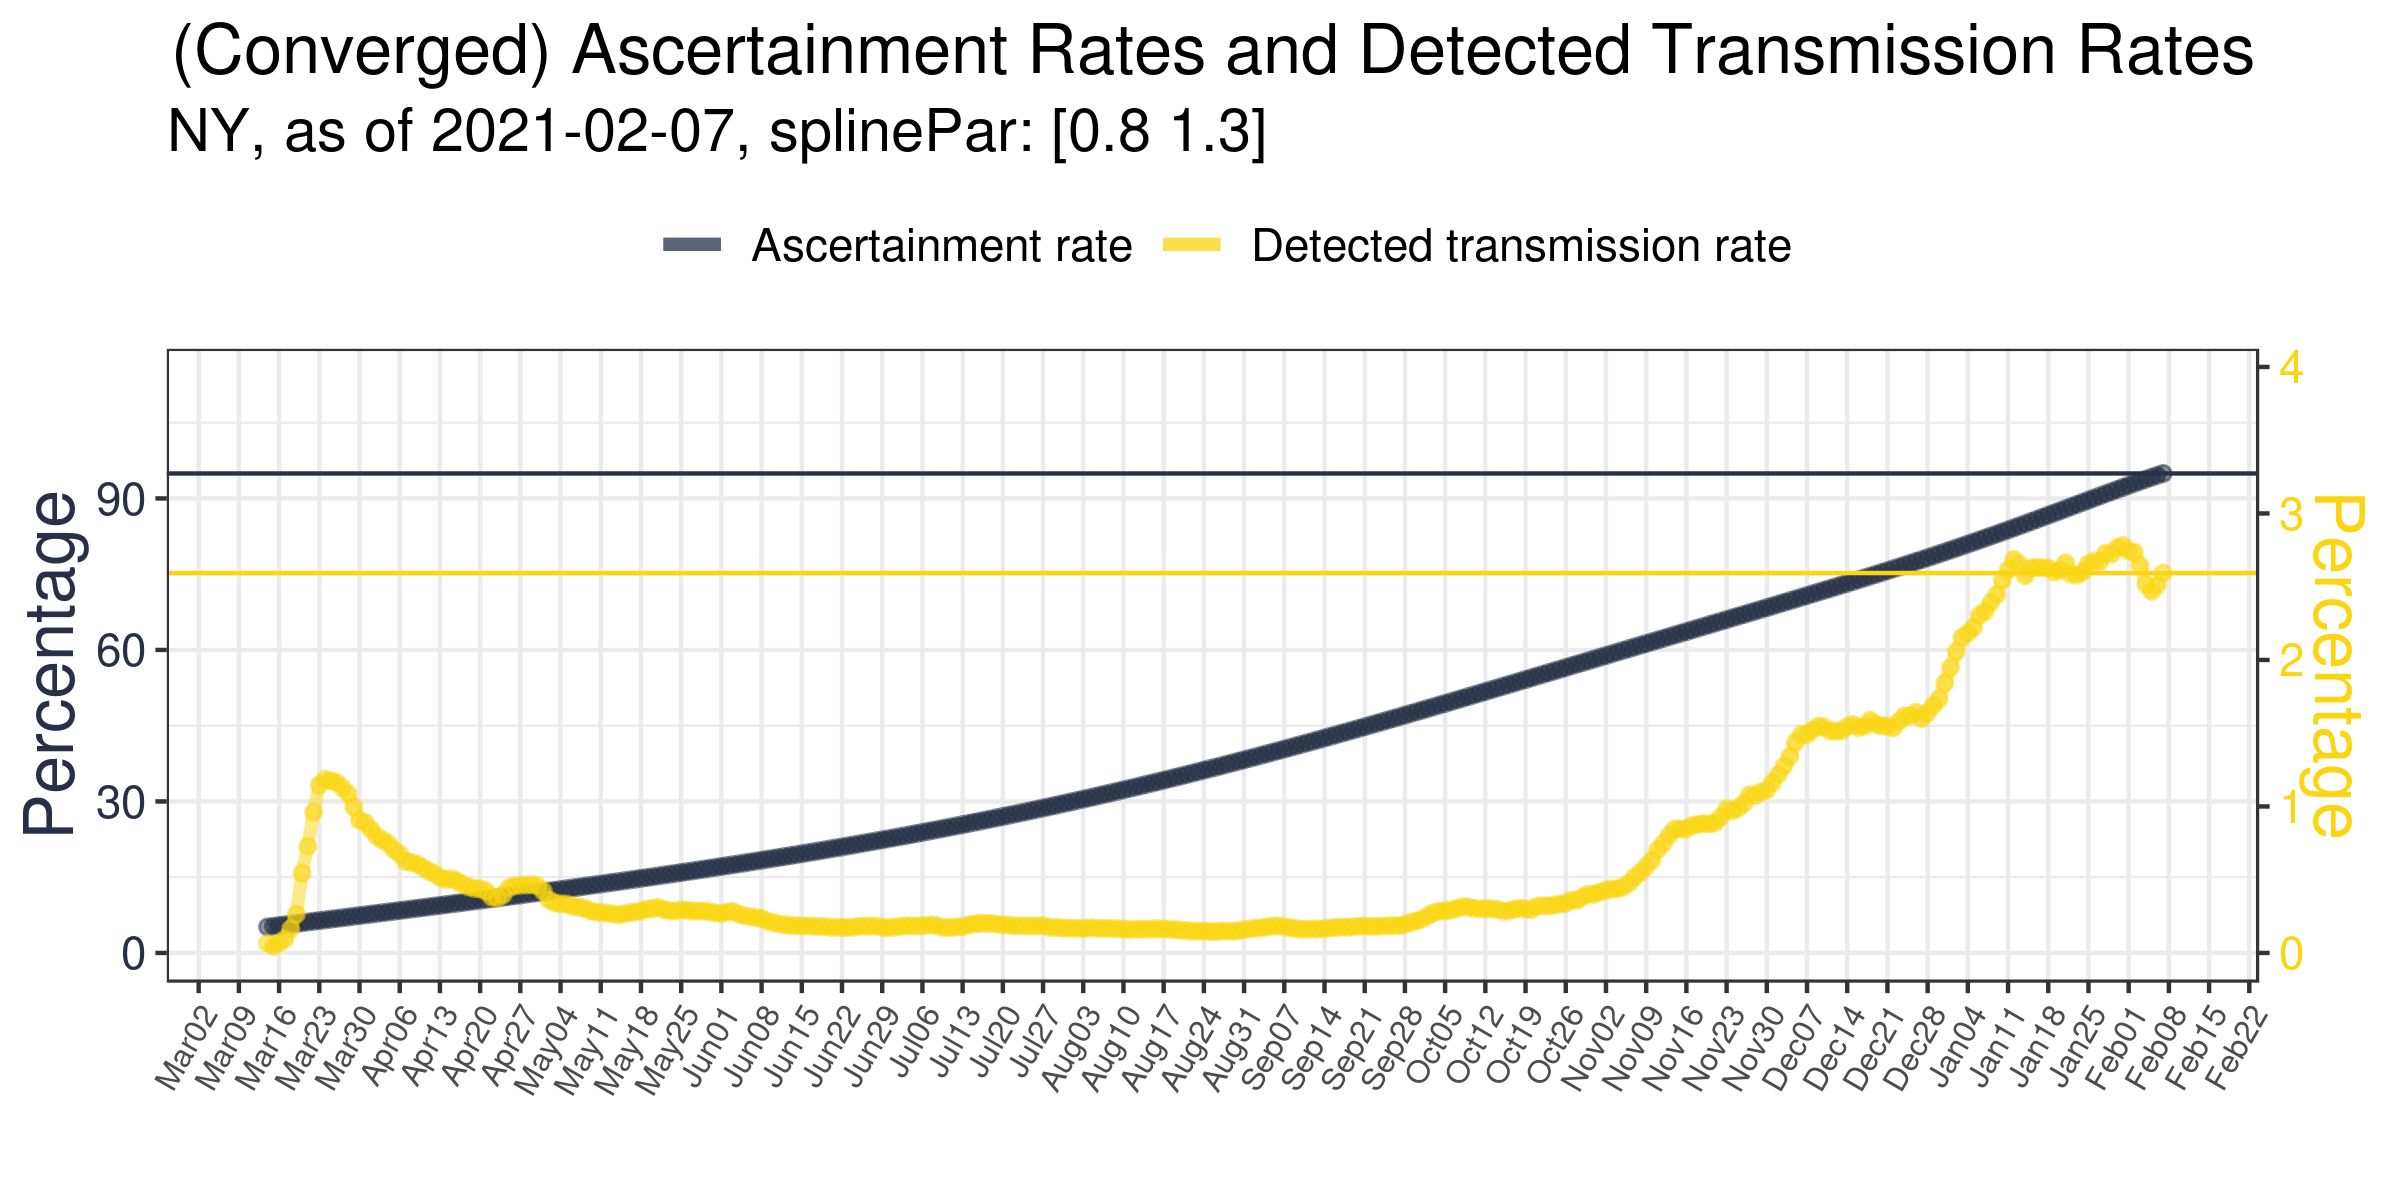 (Converged) Ascertainment Rates and Detected Transmission Rates
NY, as of 2021-02-07, splinePar: [0.8 1.3]
Ascertainment rate Detected transmission rate
Percentage
90
60
30
0
4
3
2
1
0
Percentage
Mar02
Mar09
Mar16
Mar23
Mar30
Apr06
Apr13
Apr20
Apr27
May04
May11
May18
May25
Jun01
Jun08
Jun15
Jun22
Jun29
Jul06
Jul13
Jul20
Jul27
Aug03
Aug10
Aug17
Aug24
Aug31
Sep07
Sep14
Sep21
Sep28
Oct05
Oct12
Oct19
Oct26
Nov02
Nov09
Nov16
Nov23
Nov30
Dec07
Dec14
Dec21
Dec28
Jan04
Jan11
Jan18
Jan25
Feb01
Feb08
Feb15
Feb22